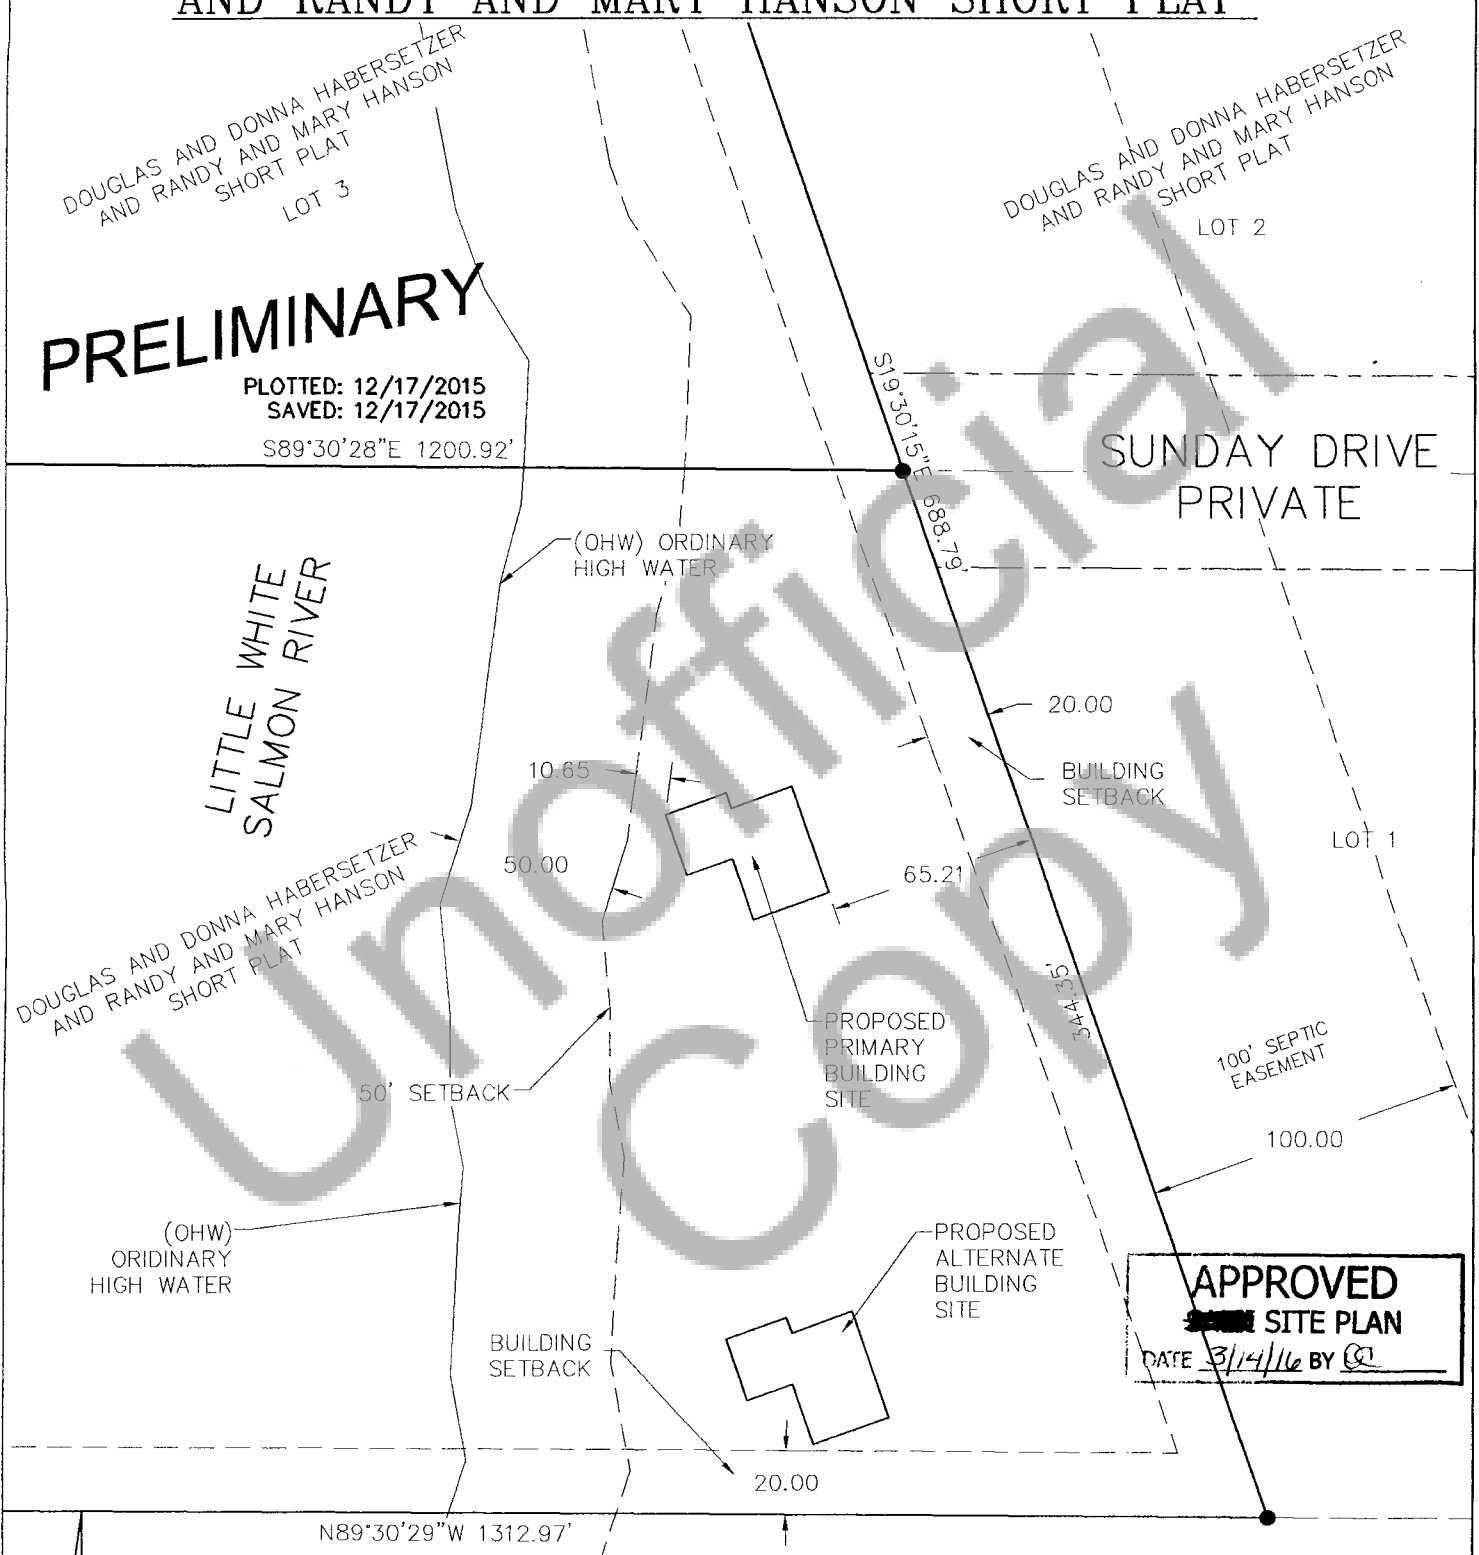 AND RANDY AND MARY HANSON SHORT PLAT
DOUGLAS AND DONNA HABERSETZER
AND RANDY AND MARY HANSON
SHORT PLAT
LOT 3
DOUGLAS AND DONNA HABERSETZER
AND RANDY AND MARY HANSON
SHORT PLAT
LOT 2
PRELIMINARY
PLOTTED: 12/17/2015
SAVED: 12/17/2015
S89°30'28"E 1200.92'
S19°30'15"E 688.79'
SUNDAY DRIVE
PRIVATE
(OHW) ORDINARY
HIGH WATER
LITTLE WHITE
SALMON RIVER
20.00
BUILDING
SETBACK
10.65
50.00
65.21
LOT 1
DOUGLAS AND DONNA HABERSETZER
AND RANDY AND MARY HANSON
SHORT PLAT
344.35'
PROPOSED
PRIMARY
BUILDING
SITE
50' SETBACK
100' SEPTIC
EASEMENT
100.00
(OHW)
ORIDINARY
HIGH WATER
PROPOSED
ALTERNATE
BUILDING
SITE
BUILDING
SETBACK
APPROVED
SITE PLAN
DATE 3/14/16 BY
20.00
N89°30'29"W 1312.97'
Unofficial
Copy